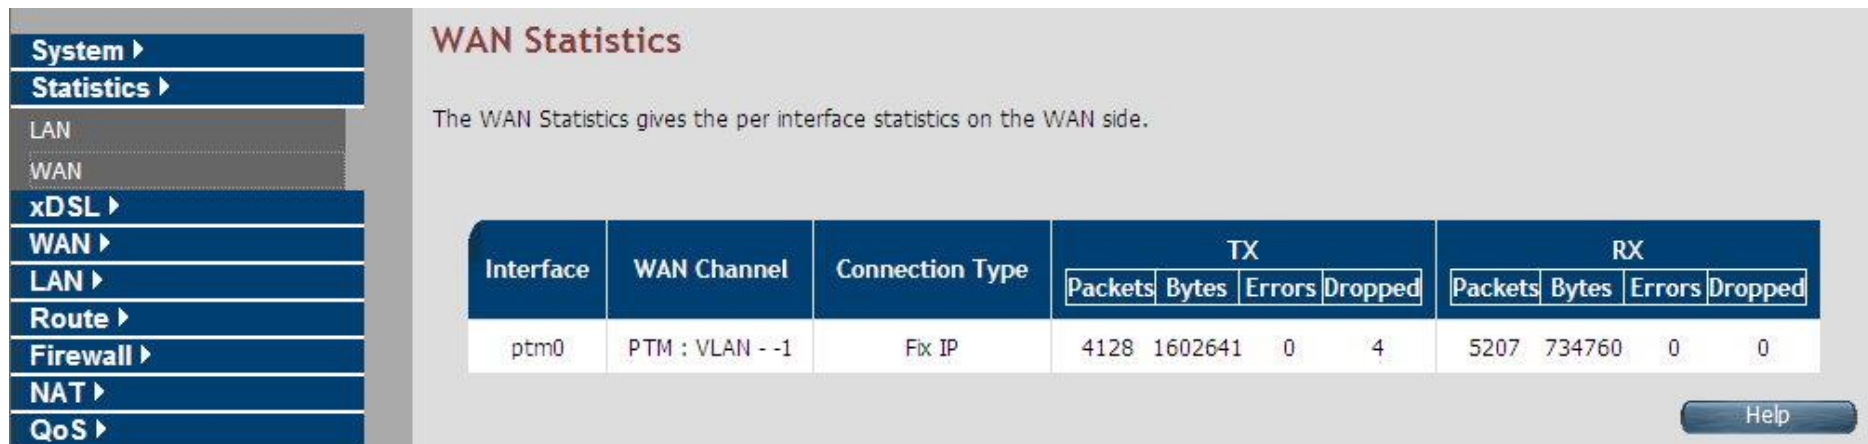 System
Statistics
LAN
WAN
xDSL
WAN
LAN
Route
Firewall
NAT
QoS
WAN Statistics
The WAN Statistics gives the per interface statistics on the WAN side.
Interface WAN Channel Connection Type TX RX
Packets Bytes Errors Dropped Packets Bytes Errors Dropped
ptm0 PTM : VLAN - -1 Fix IP 4128 1602641 0 4 5207 734760 0 0
Help